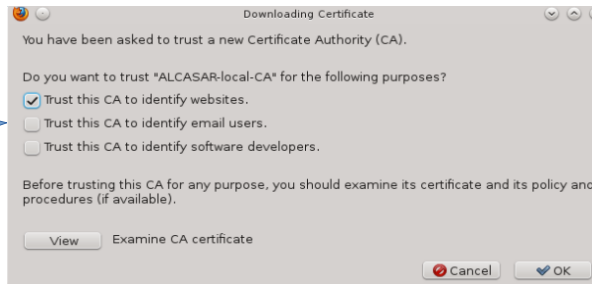 Downloading Certificate
You have been asked to trust a new Certificate Authority (CA).
Do you want to trust "ALCASAR-local-CA" for the following purposes?
Trust this CA to identify websites.
Trust this CA to identify email users.
Trust this CA to identify software developers.
Before trusting this CA for any purpose, you should examine its certificate and its policy and
procedures (if available).
View Examine CA certificate
Cancel OK